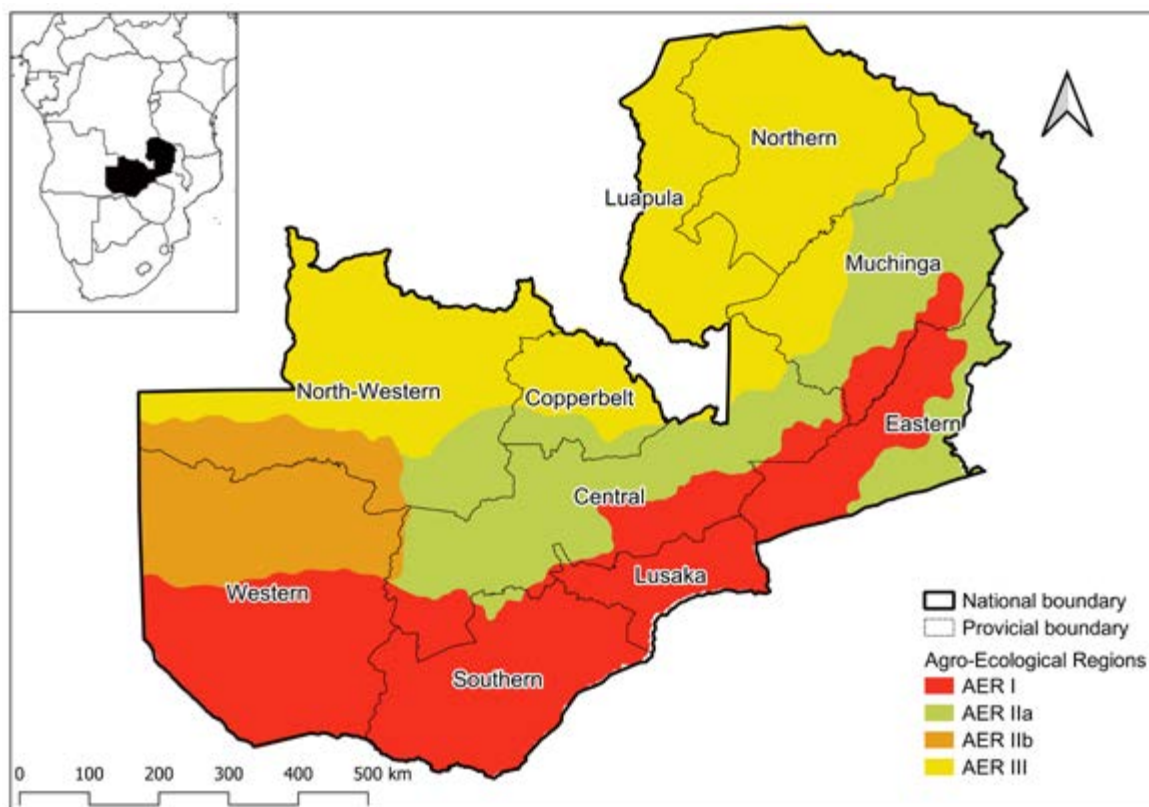 Northern
Luapula
Muchinga
North-Western
Copperbelt
Eastern
Central
Western
Lusaka
Southern
National boundary
Provicial boundary
Agro-Ecological Regions
AER I
AER IIa
AER IIb
AER III
0 100 200 300 400 500 km